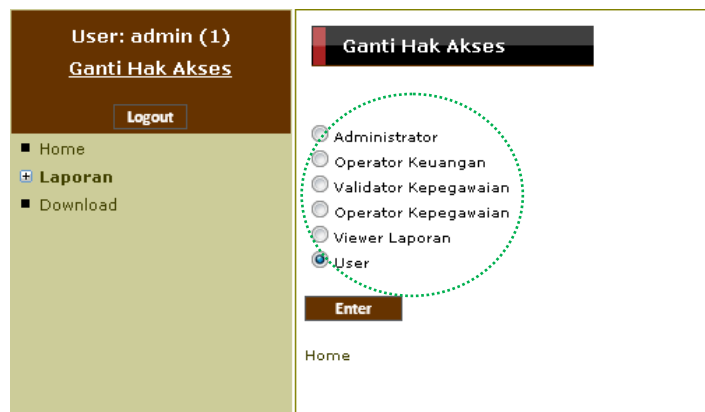 User: admin (1)
Ganti Hak Akses
Logout
Home
Laporan
Download
Ganti Hak Akses
Administrator
Operator Keuangan
Validator Kepegawaian
Operator Kepegawaian
Viewer Laporan
User
Enter
Home